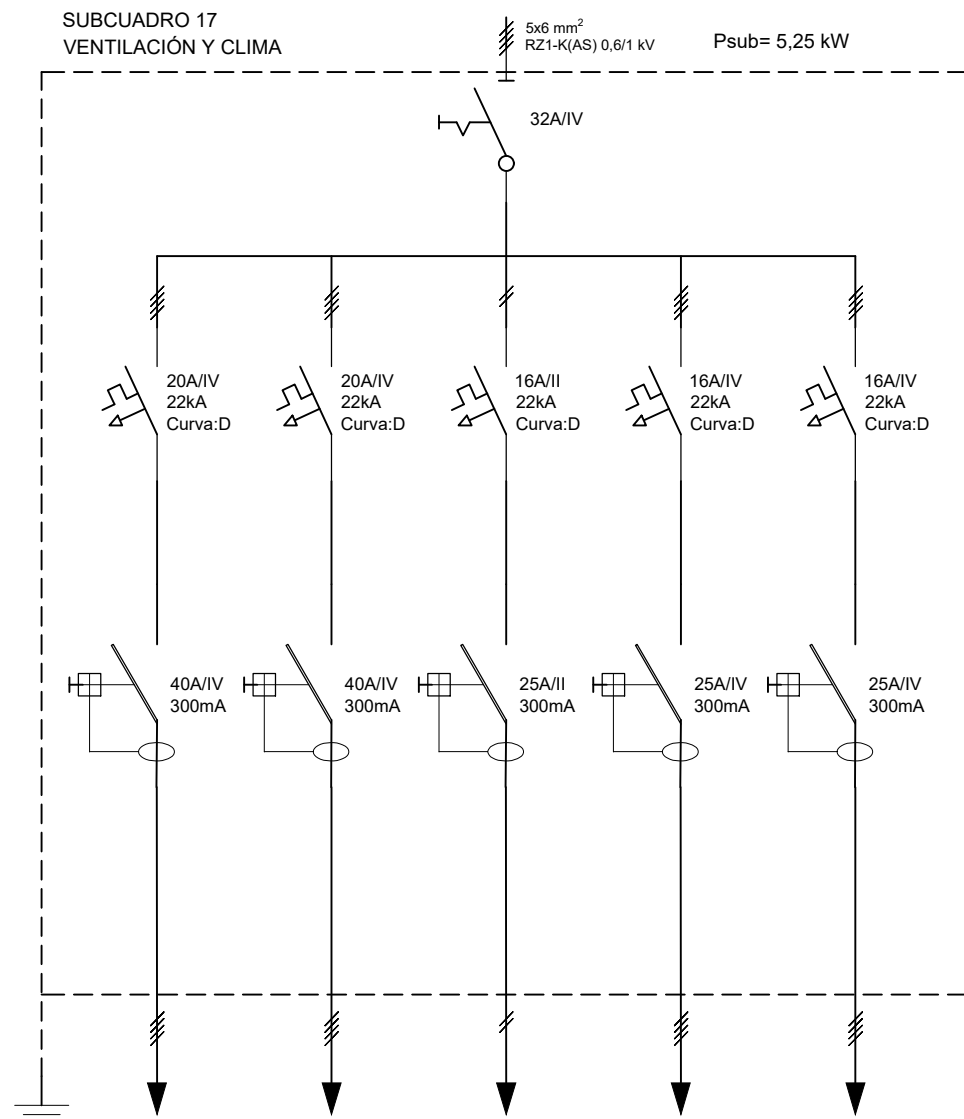 SUBCUADRO 17
VENTILACIÓN Y CLIMA
5x6 mm²
RZ1-K(AS) 0,6/1 kV
Psub= 5,25 kW
32A/IV
20A/IV
22kA
Curva:D
20A/IV
22kA
Curva:D
16A/II
22kA
Curva:D
16A/IV
22kA
Curva:D
16A/IV
22kA
Curva:D
40A/IV
300mA
40A/IV
300mA
25A/II
300mA
25A/IV
300mA
25A/IV
300mA